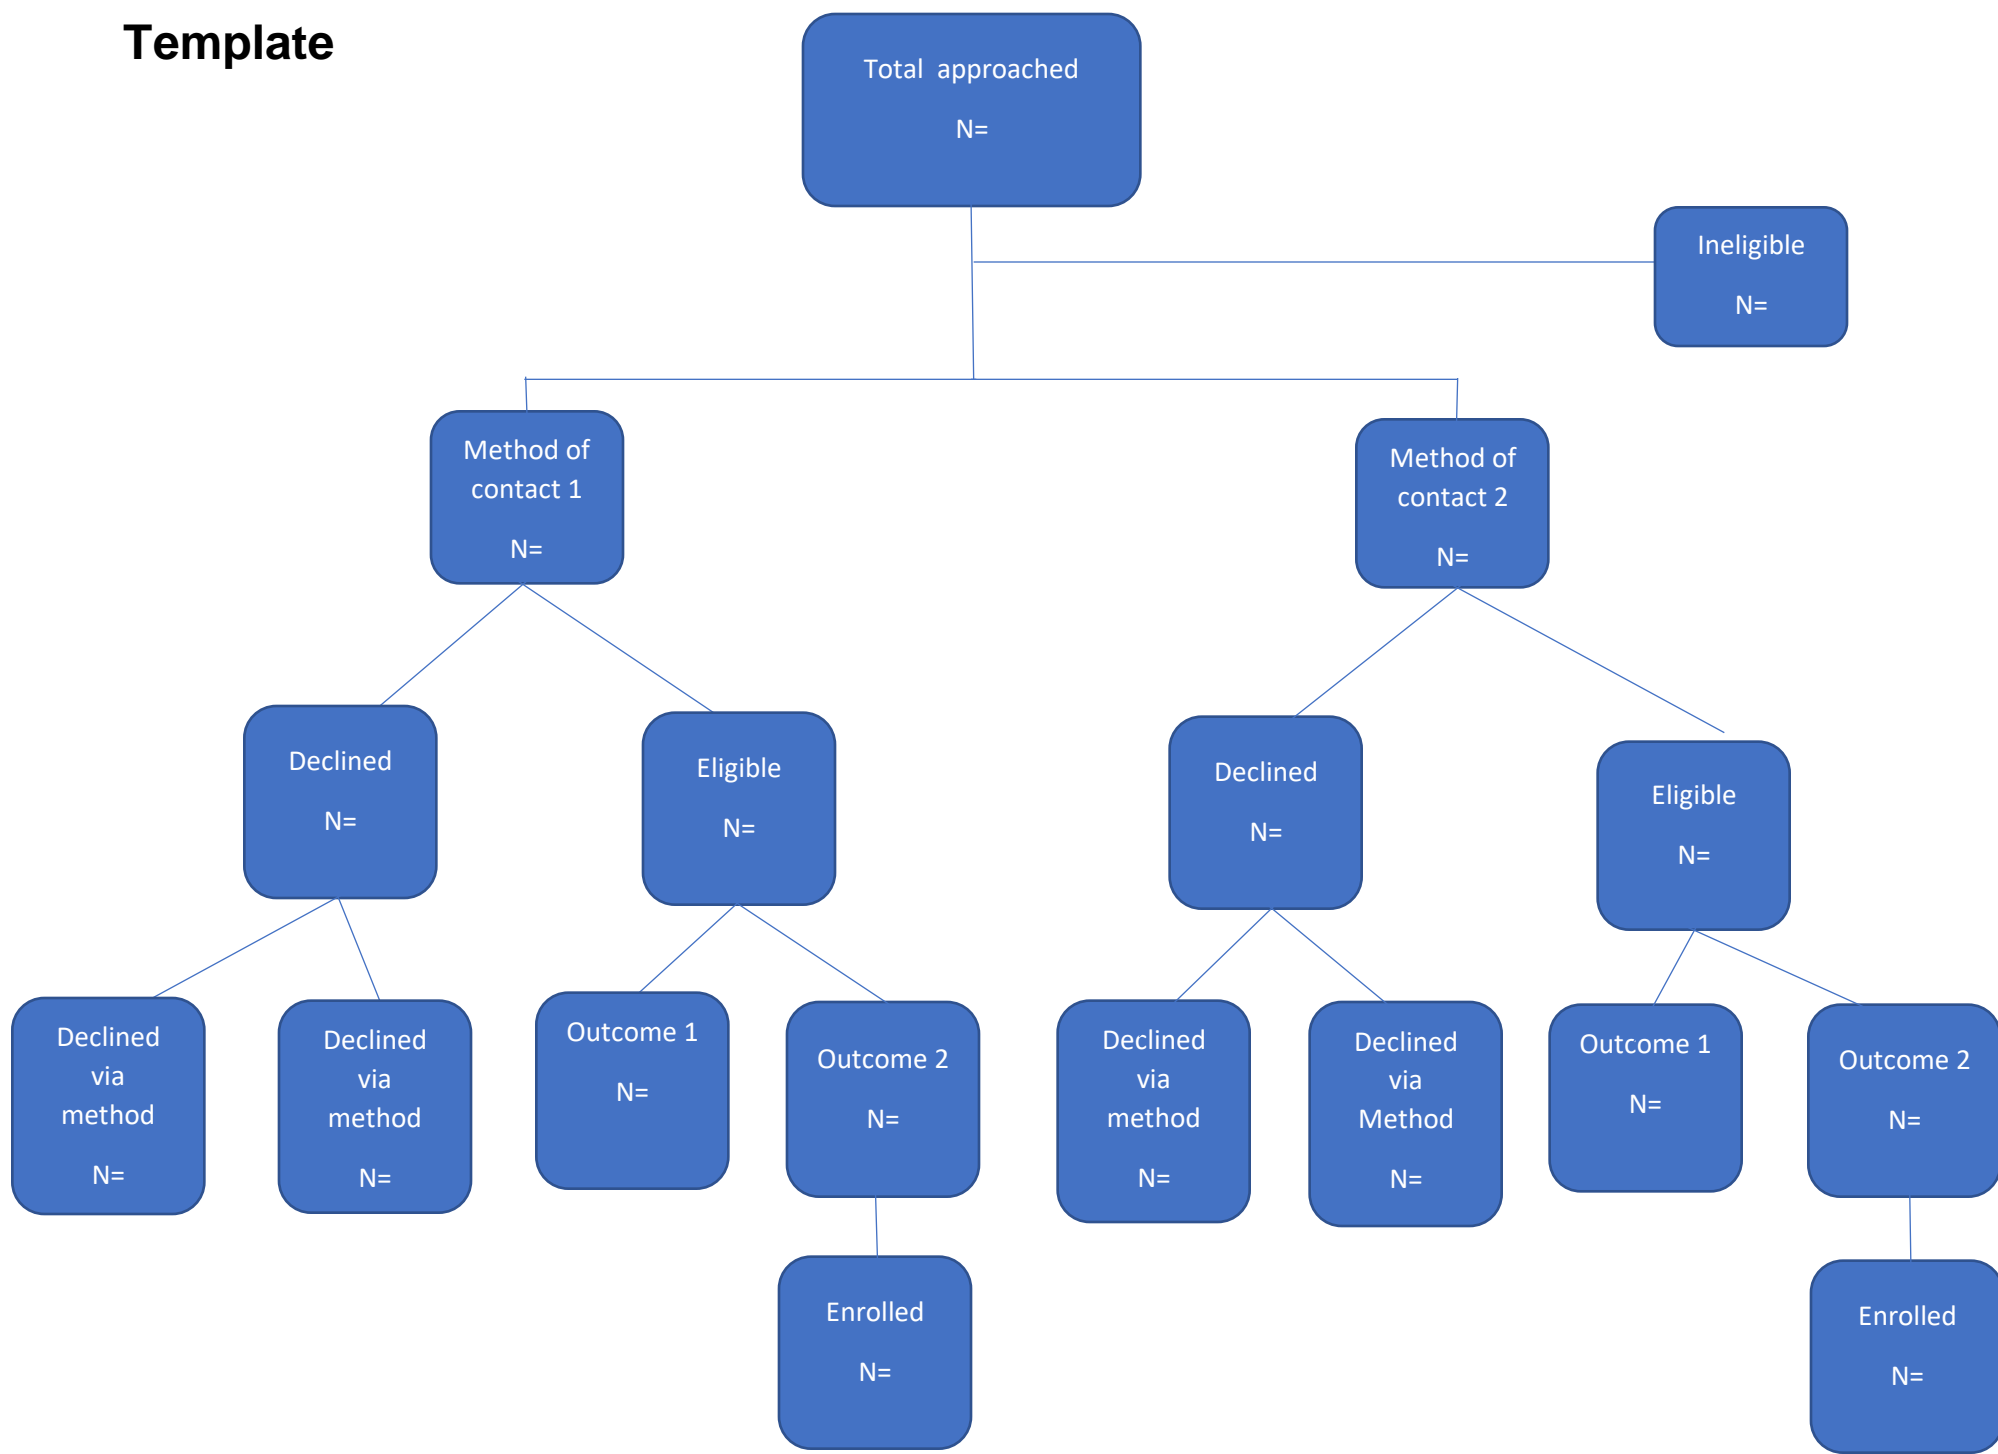 Template
Total approached
N=
Ineligible
N=
Method of
contact 1
N=
Method of
contact 2
N=
Declined
N=
Eligible
N=
Declined
N=
Eligible
N=
Declined
via
method
N=
Declined
via
method
N=
Outcome 1
N=
Outcome 2
N=
Declined
via
method
N=
Declined
via
Method
N=
Outcome 1
N=
Outcome 2
N=
Enrolled
N=
Enrolled
N=